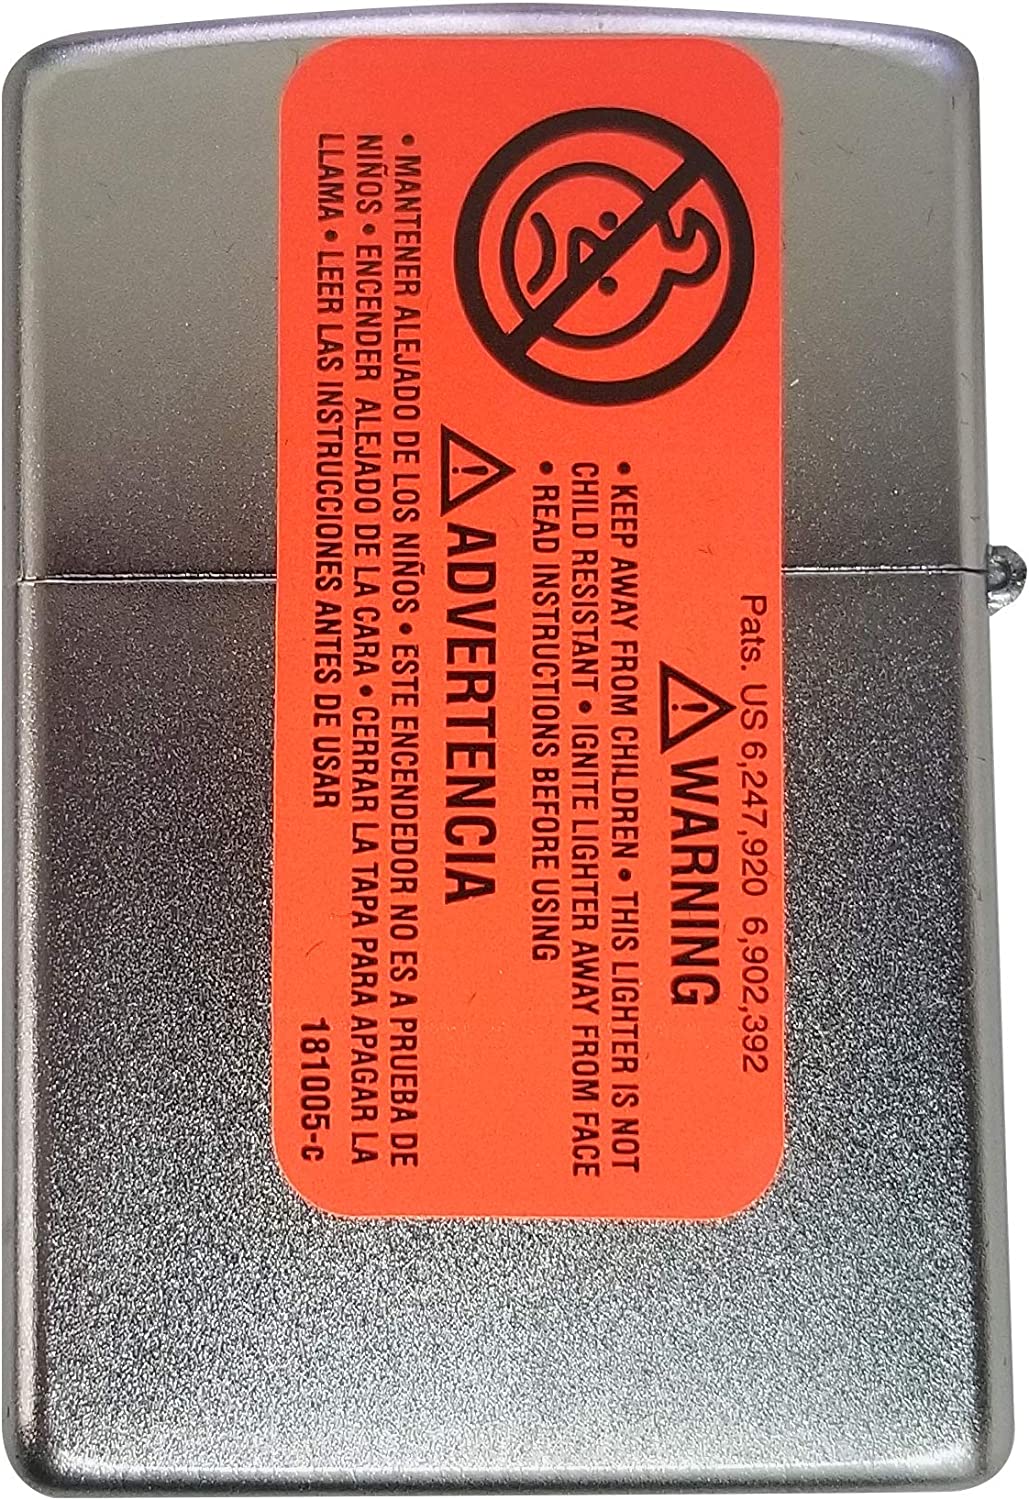 Pats. US 6,247,920 6,902,392
WARNING
• KEEP AWAY FROM CHILDREN • THIS LIGHTER IS NOT
CHILD RESISTANT • IGNITE LIGHTER AWAY FROM FACE
• READ INSTRUCTIONS BEFORE USING
ADVERTENCIA
• MANTENER ALEJADO DE LOS NIÑOS • ESTE ENCENDEDOR NO ES A PRUEBA DE
NIÑOS • ENCENDER ALEJADO DE LA CARA • CERRAR LA TAPA PARA APAGAR LA
LLAMA • LEER LAS INSTRUCCIONES ANTES DE USAR
181005-c